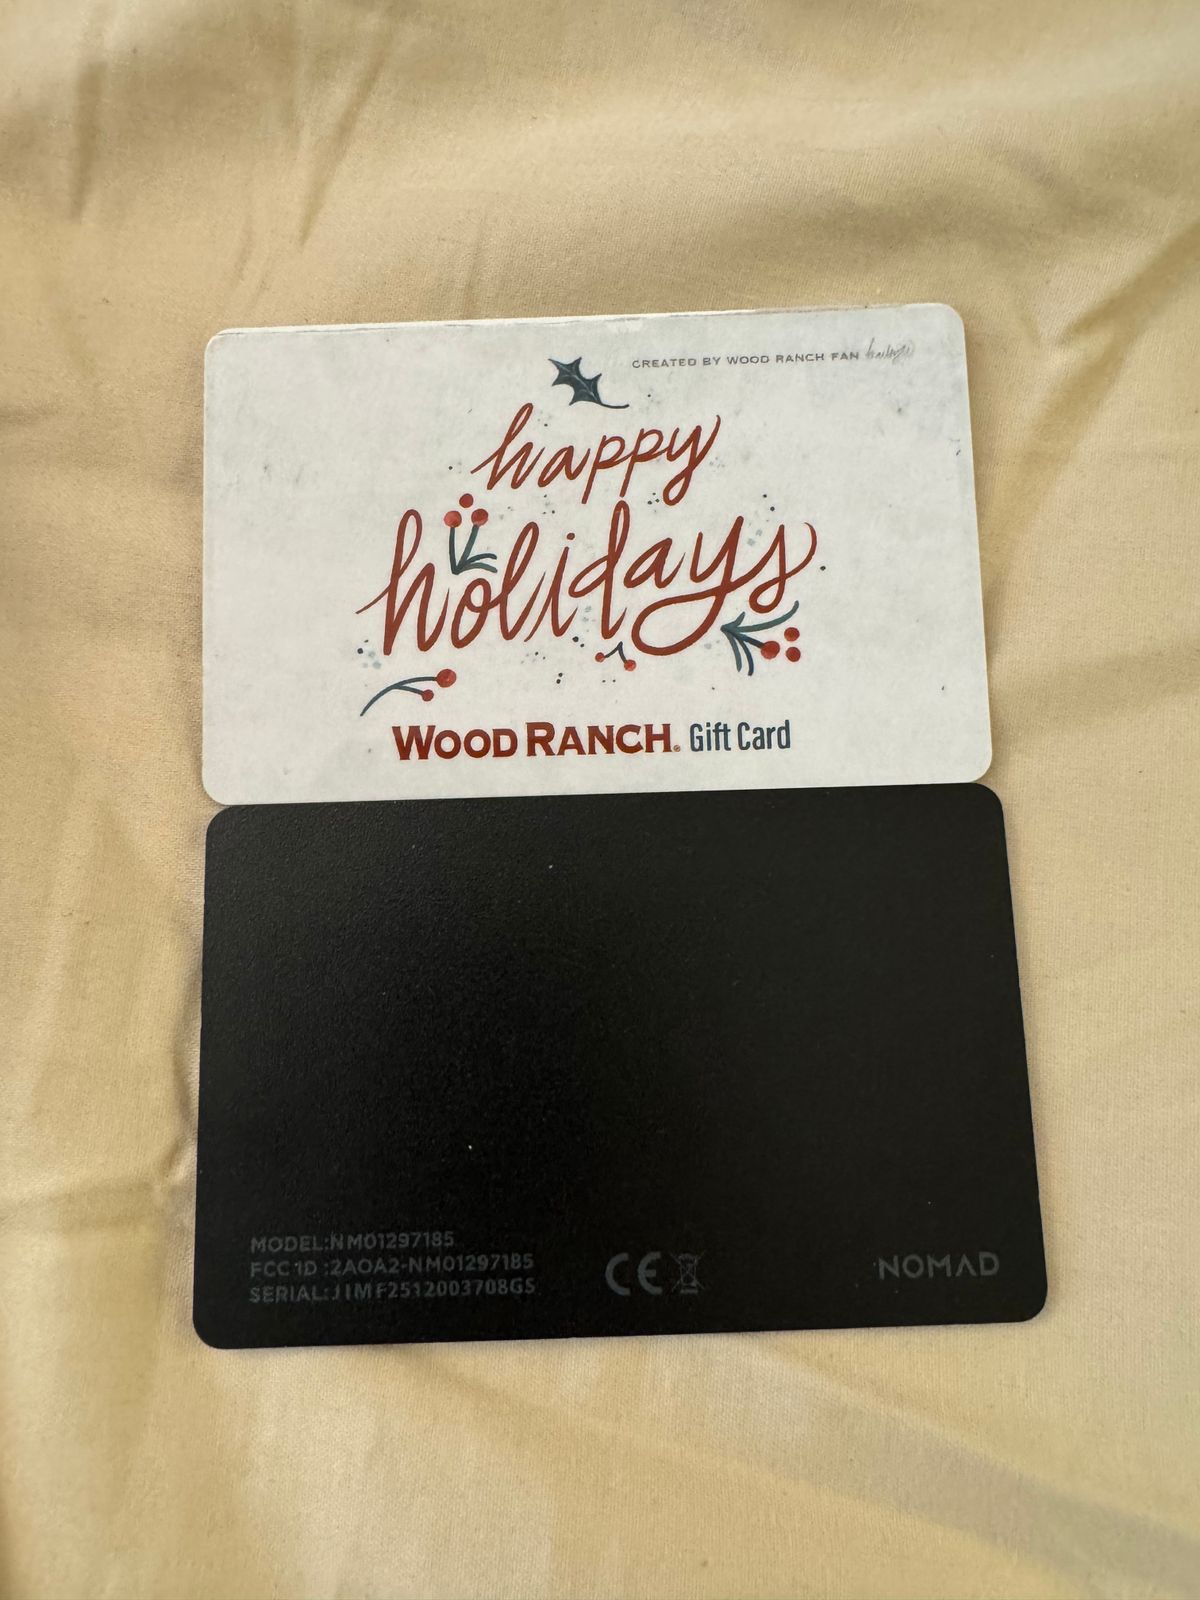 CREATED BY WOOD RANCH FAN
happy
holidays
WOOD RANCH. Gift Card
MODEL:NM01297185
FCC ID :2AOA2-NM01297185
SERIAL:J1MF2512003708GS
CE
NOMAD